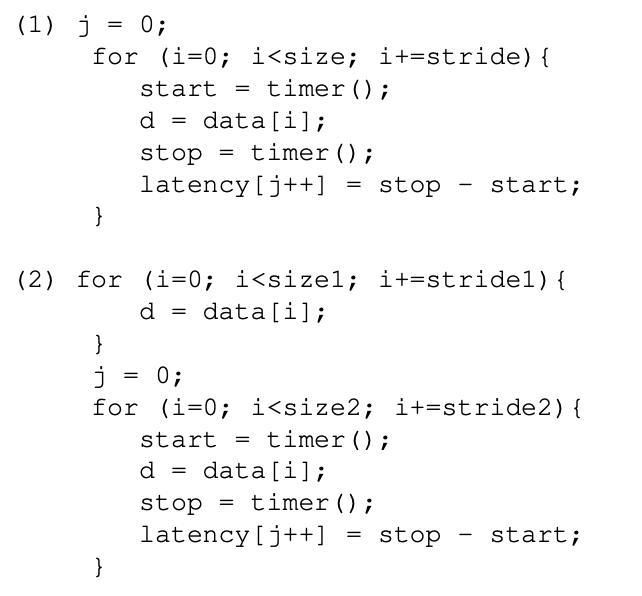 (1) j = 0;
for (i=0; i<size; i+=stride){
start = timer();
d = data[i];
stop = timer();
latency[j++] = stop - start;
}
(2) for (i=0; i<size1; i+=stride1){
d = data[i];
}
j = 0;
for (i=0; i<size2; i+=stride2){
start = timer();
d = data[i];
stop = timer();
latency[j++] = stop - start;
}